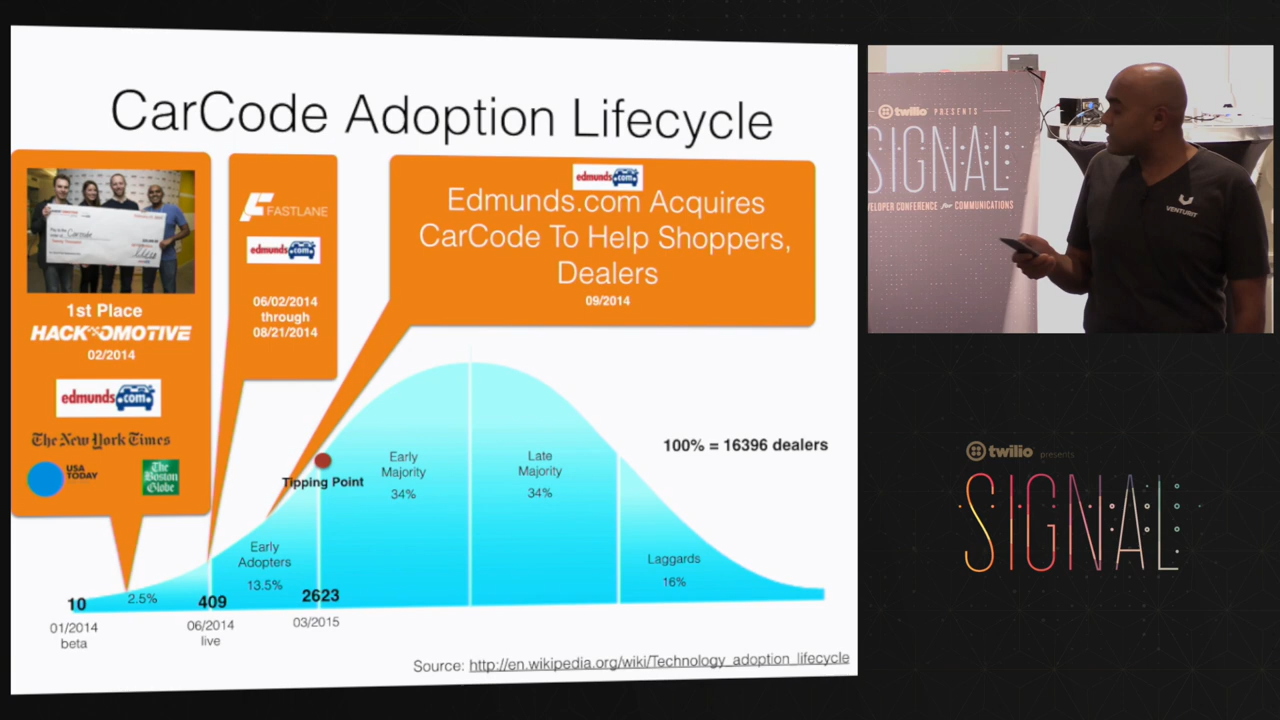 CarCode Adoption Lifecycle
1st Place
HACKOMOTIVE
02/2014
edmunds.com
The New York Times
USA
TODAY
The
Boston
Globe
FASTLANE
edmunds.com
06/02/2014
through
08/21/2014
edmunds.com
Edmunds.com Acquires
CarCode To Help Shoppers,
Dealers
09/2014
100% = 16396 dealers
Tipping Point
Early
Majority
34%
Late
Majority
34%
Early
Adopters
13.5%
Laggards
16%
2.5%
10
01/2014
beta
409
06/2014
live
2623
03/2015
Source: http://en.wikipedia.org/wiki/Technology_adoption_lifecycle
twilio PRESENTS
SIGNAL
VELOPER CONFERENCE for COMMUNICATIONS
VENTURIT
twilio presents
SIGNAL